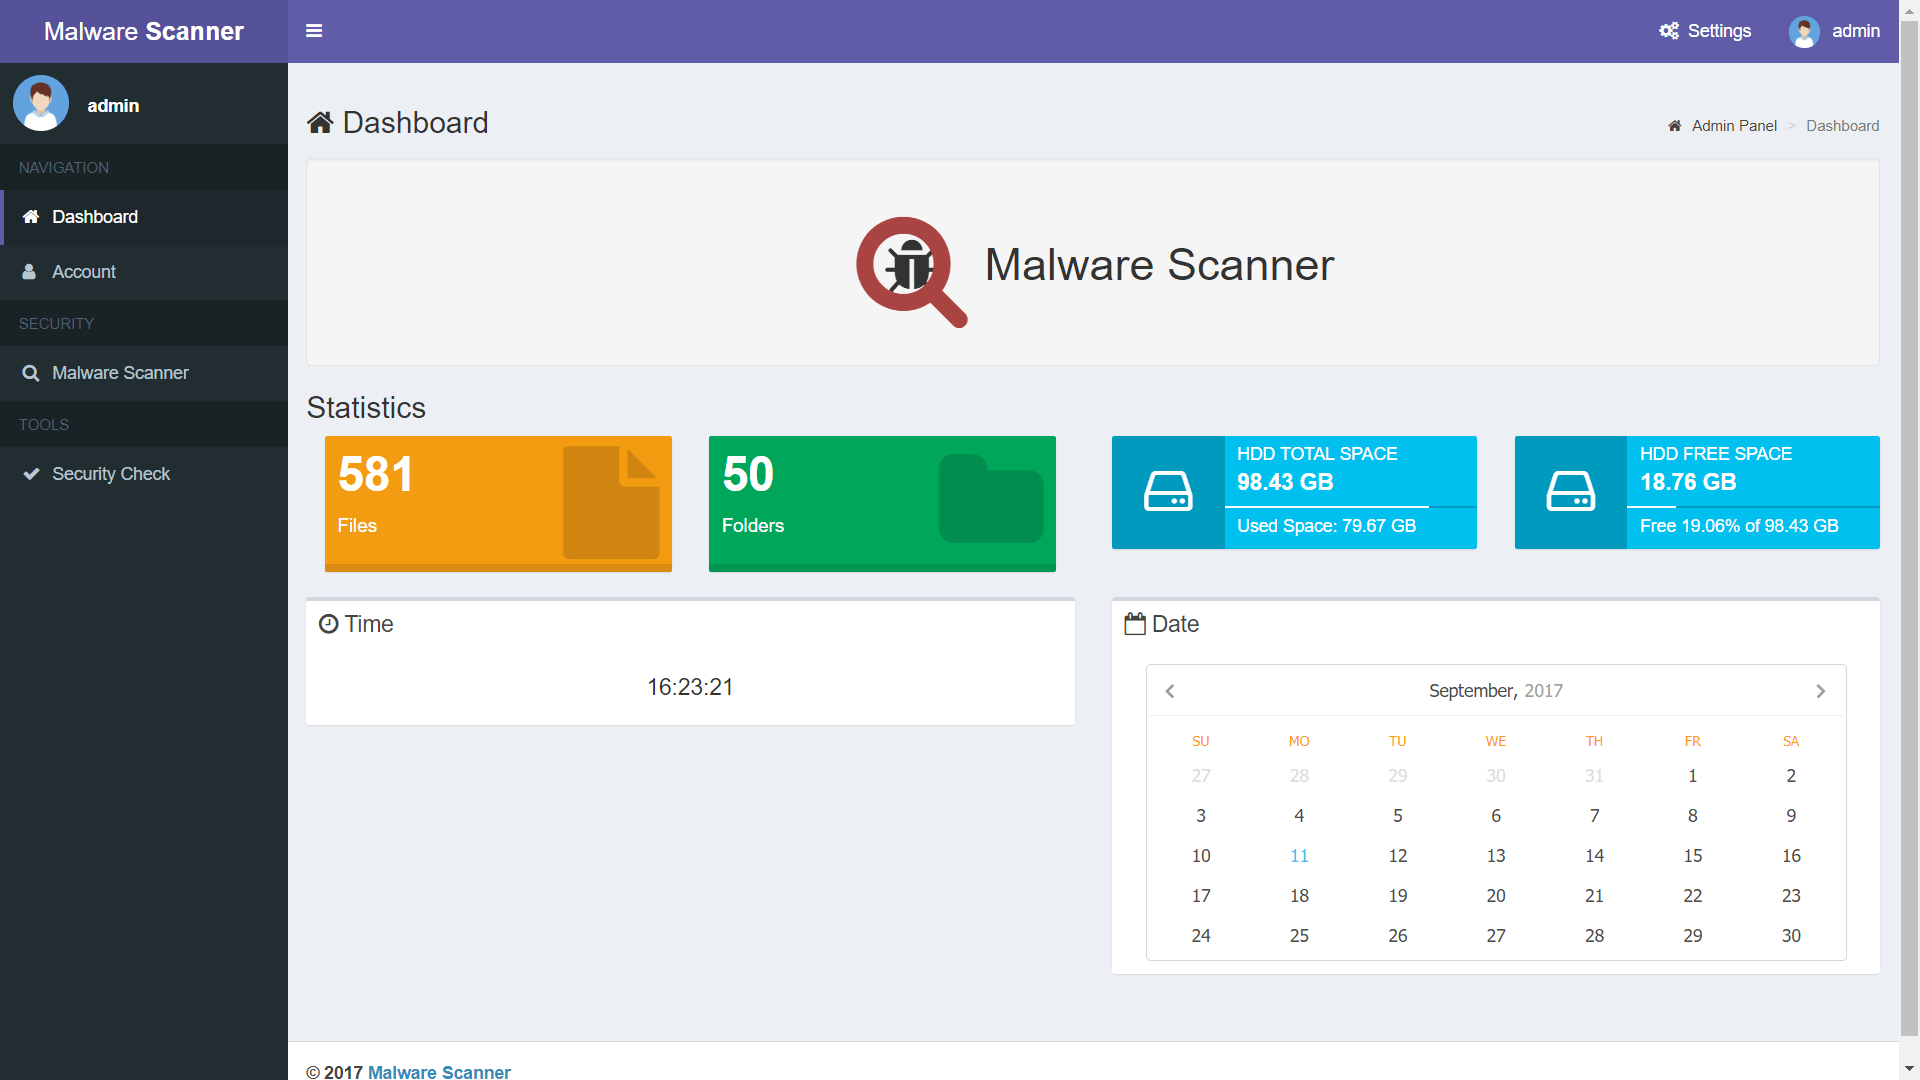 Malware Scanner
Settings
admin
admin
NAVIGATION
Dashboard
Account
SECURITY
Malware Scanner
TOOLS
Security Check
Dashboard
Admin Panel > Dashboard
Malware Scanner
Statistics
581
Files
50
Folders
HDD TOTAL SPACE
98.43 GB
Used Space: 79.67 GB
HDD FREE SPACE
18.76 GB
Free 19.06% of 98.43 GB
Time
16:23:21
Date
September, 2017
SU MO TU WE TH FR SA
27 28 29 30 31 1 2
3 4 5 6 7 8 9
10 11 12 13 14 15 16
17 18 19 20 21 22 23
24 25 26 27 28 29 30
© 2017 Malware Scanner